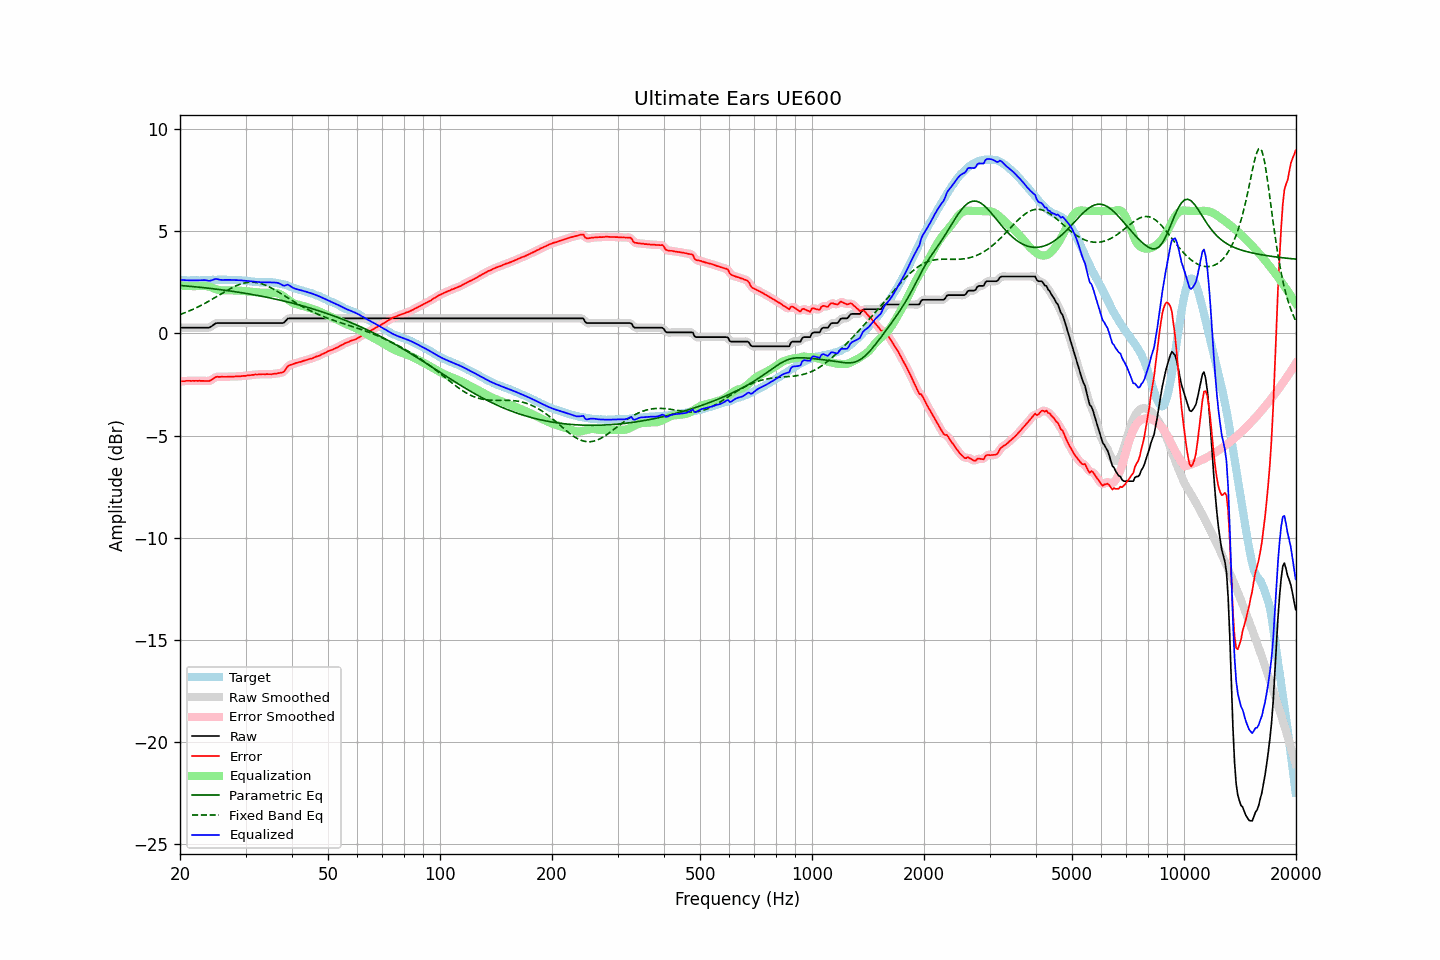 Ultimate Ears UE600
10
5
0
−5
−10
−15
−20
−25
Amplitude (dBr)
Target
Raw Smoothed
Error Smoothed
Raw
Error
Equalization
Parametric Eq
Fixed Band Eq
Equalized
20 50 100 200 500 1000 2000 5000 10000 20000
Frequency (Hz)